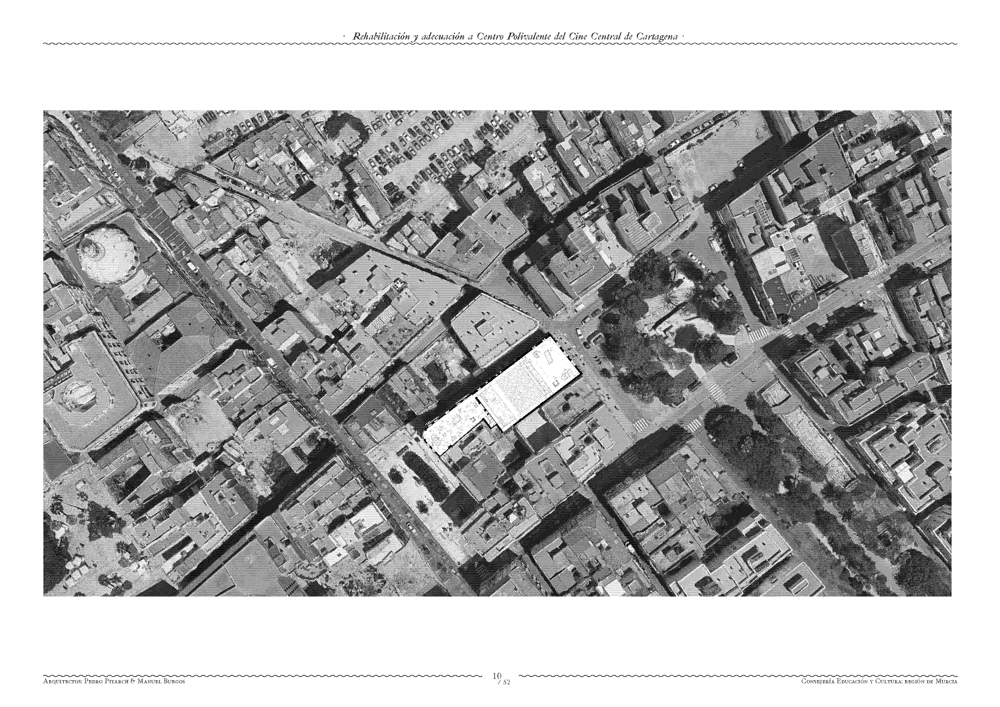 · Rehabilitación y adecuación a Centro Polivalente del Cine Central de Cartagena ·
Arquitectos: Pedro Pitarch & Manuel Burgos
10
/ 52
Consejería Educación y Cultura: región de Murcia